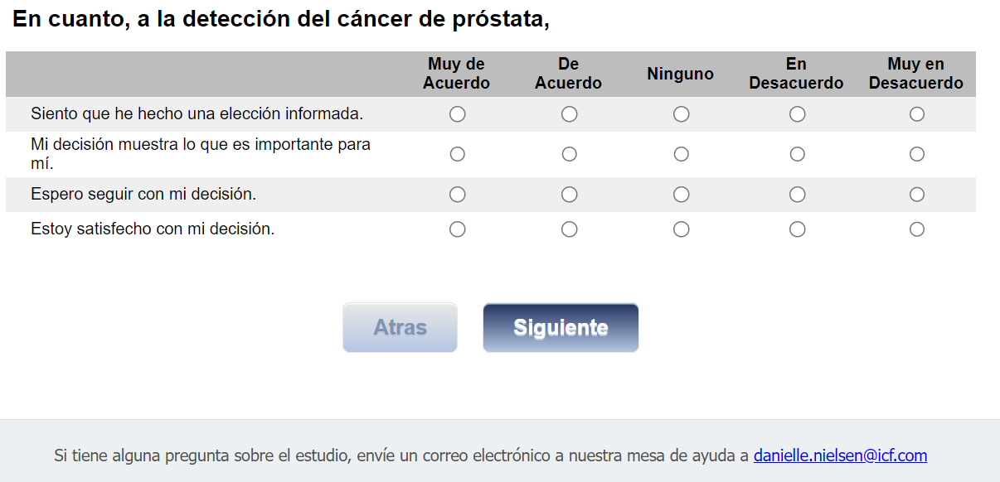 En cuanto, a la detección del cáncer de próstata,
Muy de Acuerdo De Acuerdo Ninguno En Desacuerdo Muy en Desacuerdo
Siento que he hecho una elección informada.
Mi decisión muestra lo que es importante para
mí.
Espero seguir con mi decisión.
Estoy satisfecho con mi decisión.
Atras Siguiente
Si tiene alguna pregunta sobre el estudio, envíe un correo electrónico a nuestra mesa de ayuda a danielle.nielsen@icf.com